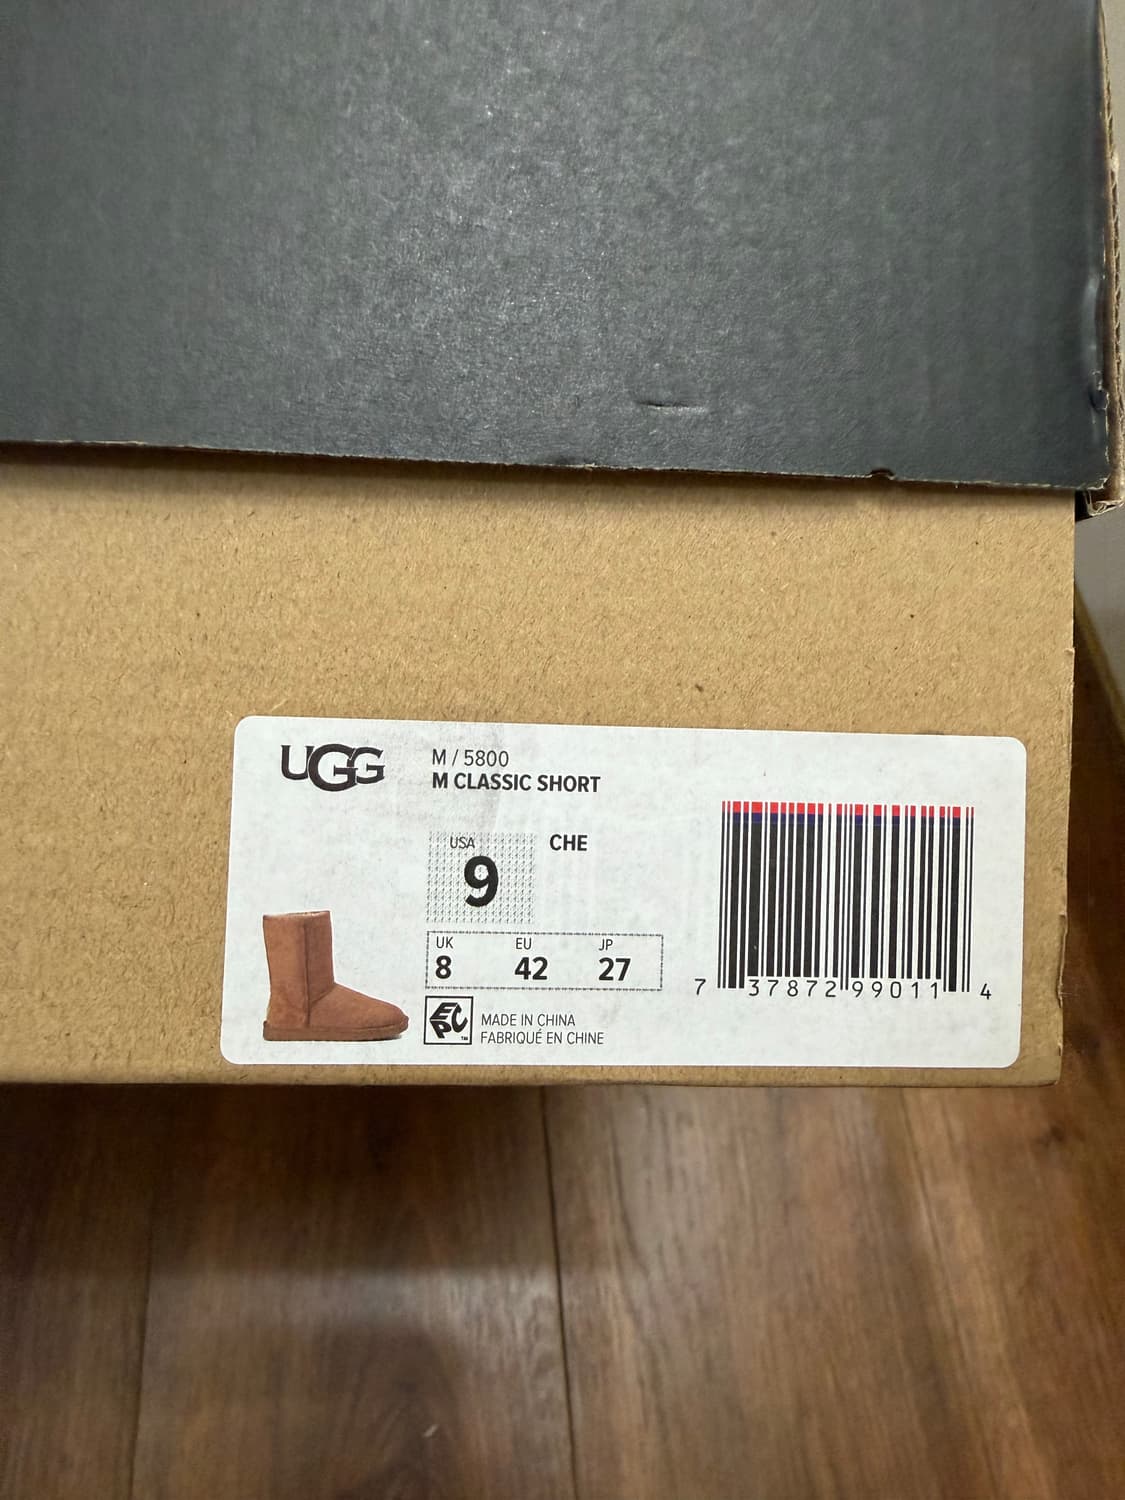 UGG
M / 5800
M CLASSIC SHORT
USA
9
CHE
UK EU JP
8 42 27
EPC™
MADE IN CHINA
FABRIQUÉ EN CHINE
7 37872 99011 4